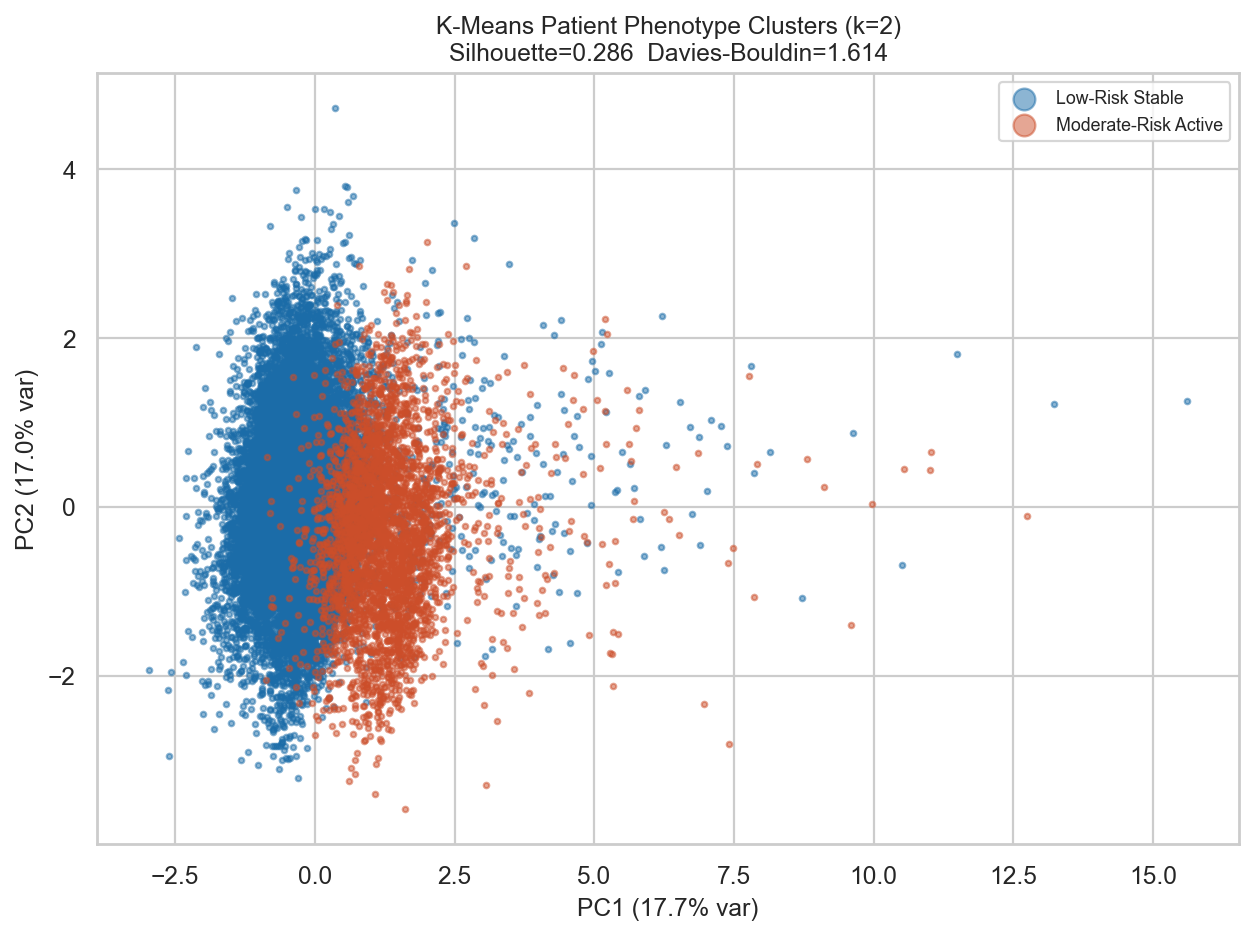 K-Means Patient Phenotype Clusters (k=2)
Silhouette=0.286  Davies-Bouldin=1.614
Low-Risk Stable
Moderate-Risk Active
PC2 (17.0% var)
4
2
0
−2
−2.5 0.0 2.5 5.0 7.5 10.0 12.5 15.0
PC1 (17.7% var)